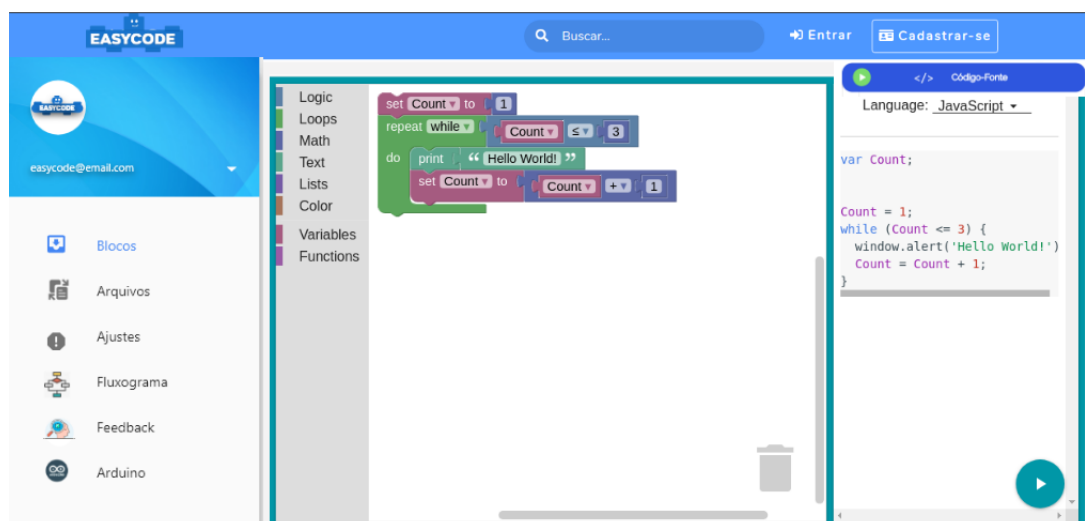 EASYCODE
Buscar...
Entrar
Cadastrar-se
EASYCODE
easycode@email.com
Blocos
Arquivos
Ajustes
Fluxograma
Feedback
Arduino
Logic
Loops
Math
Text
Lists
Color
Variables
Functions
set Count to 1
repeat while Count ≤ 3
do print “ Hello World! ”
set Count to Count + 1
</> Código-Fonte
Language: JavaScript
var Count;
Count = 1;
while (Count <= 3) {
window.alert('Hello World!')
Count = Count + 1;
}